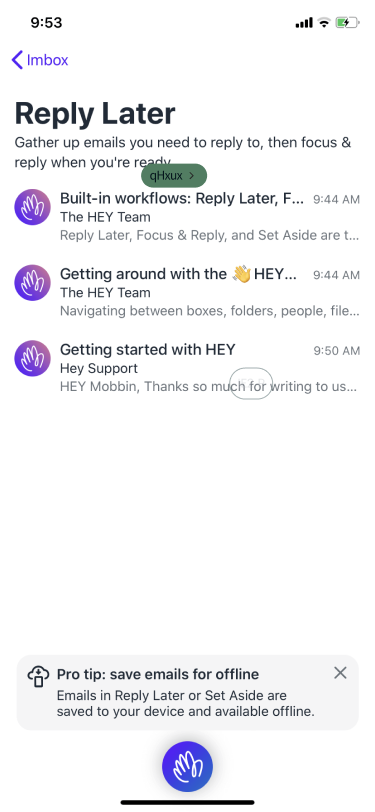 9:53
Imbox
Reply Later
Gather up emails you need to reply to, then focus &
reply when you're ready.
qHxux >
Built-in workflows: Reply Later, F... 9:44 AM
The HEY Team
Reply Later, Focus & Reply, and Set Aside are t...
Getting around with the 👋 HEY... 9:44 AM
The HEY Team
Navigating between boxes, folders, people, file...
Getting started with HEY 9:50 AM
Hey Support
HEY Mobbin, Thanks so much for writing to us...
Pro tip: save emails for offline
Emails in Reply Later or Set Aside are
saved to your device and available offline.